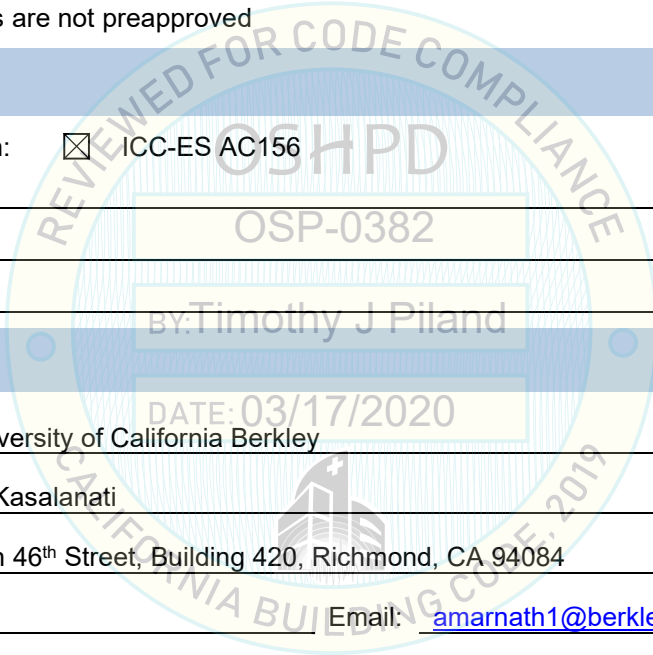 s are not preapproved
REVIEWED FOR CODE COMPLIANCE
: ☒ ICC-ES AC156
OSHPD
OSP-0382
BY: Timothy J Piland
DATE: 03/17/2020
versity of California Berkley
Kasalanati
46th Street, Building 420, Richmond, CA 94084
Email: amarnath1@berkle
CALIFORNIA BUILDING CODE, 2019